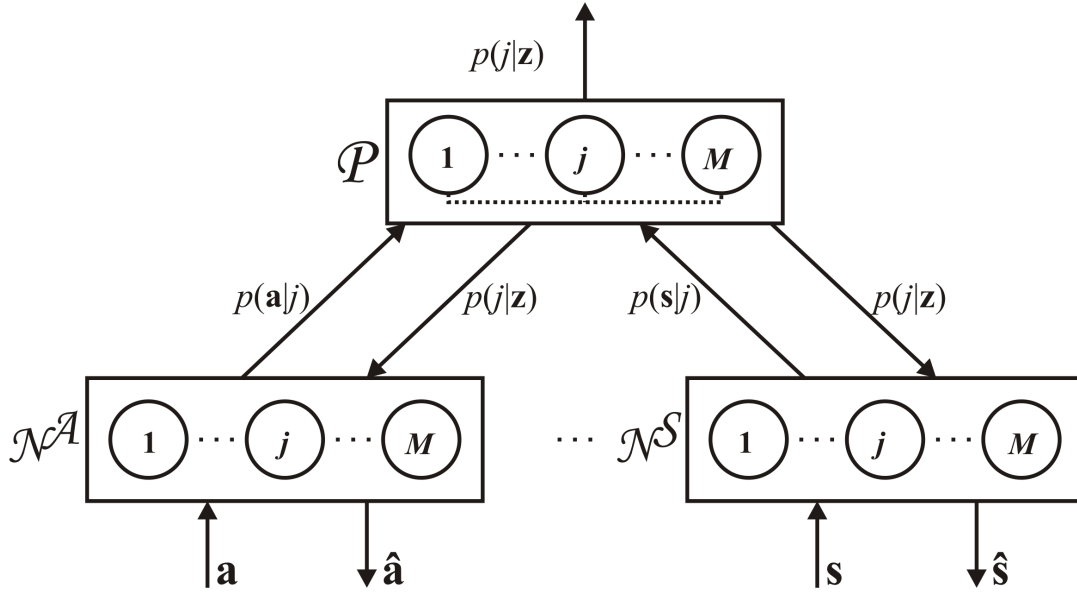 p(j|z)
𝒫 1 ··· j ··· M
p(a|j) p(j|z) p(s|j) p(j|z)
𝒩^𝒜 1 ··· j ··· M ··· 𝒩^𝒮 1 ··· j ··· M
a â s ŝ